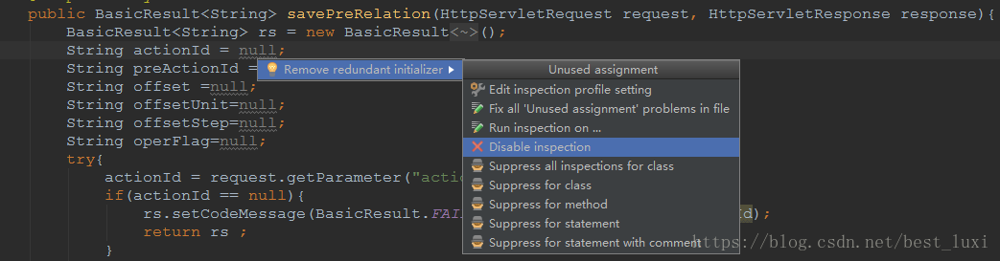 public BasicResult<String> savePreRelation(HttpServletRequest request, HttpServletResponse response){
BasicResult<String> rs = new BasicResult<~>();
String actionId = null;
String preActionId =
String offset =null;
String offsetUnit=null;
String offsetStep=null;
String operFlag=null;
try{
actionId = request.getParameter("actio
if(actionId == null){
rs.setCodeMessage(BasicResult.FAI d);
return rs ;
}
Remove redundant initializer
Unused assignment
Edit inspection profile setting
Fix all 'Unused assignment' problems in file
Run inspection on ...
Disable inspection
Suppress all inspections for class
Suppress for class
Suppress for method
Suppress for statement
Suppress for statement with comment
https://blog.csdn.net/best_luxi